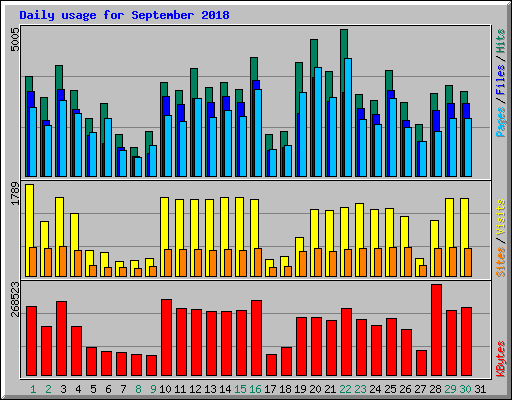 Daily usage for September 2018
5005
Pages / Files / Hits
1789
Sites / Visits
268523
KBytes
1 2 3 4 5 6 7 8 9 10 11 12 13 14 15 16 17 18 19 20 21 22 23 24 25 26 27 28 29 30 31